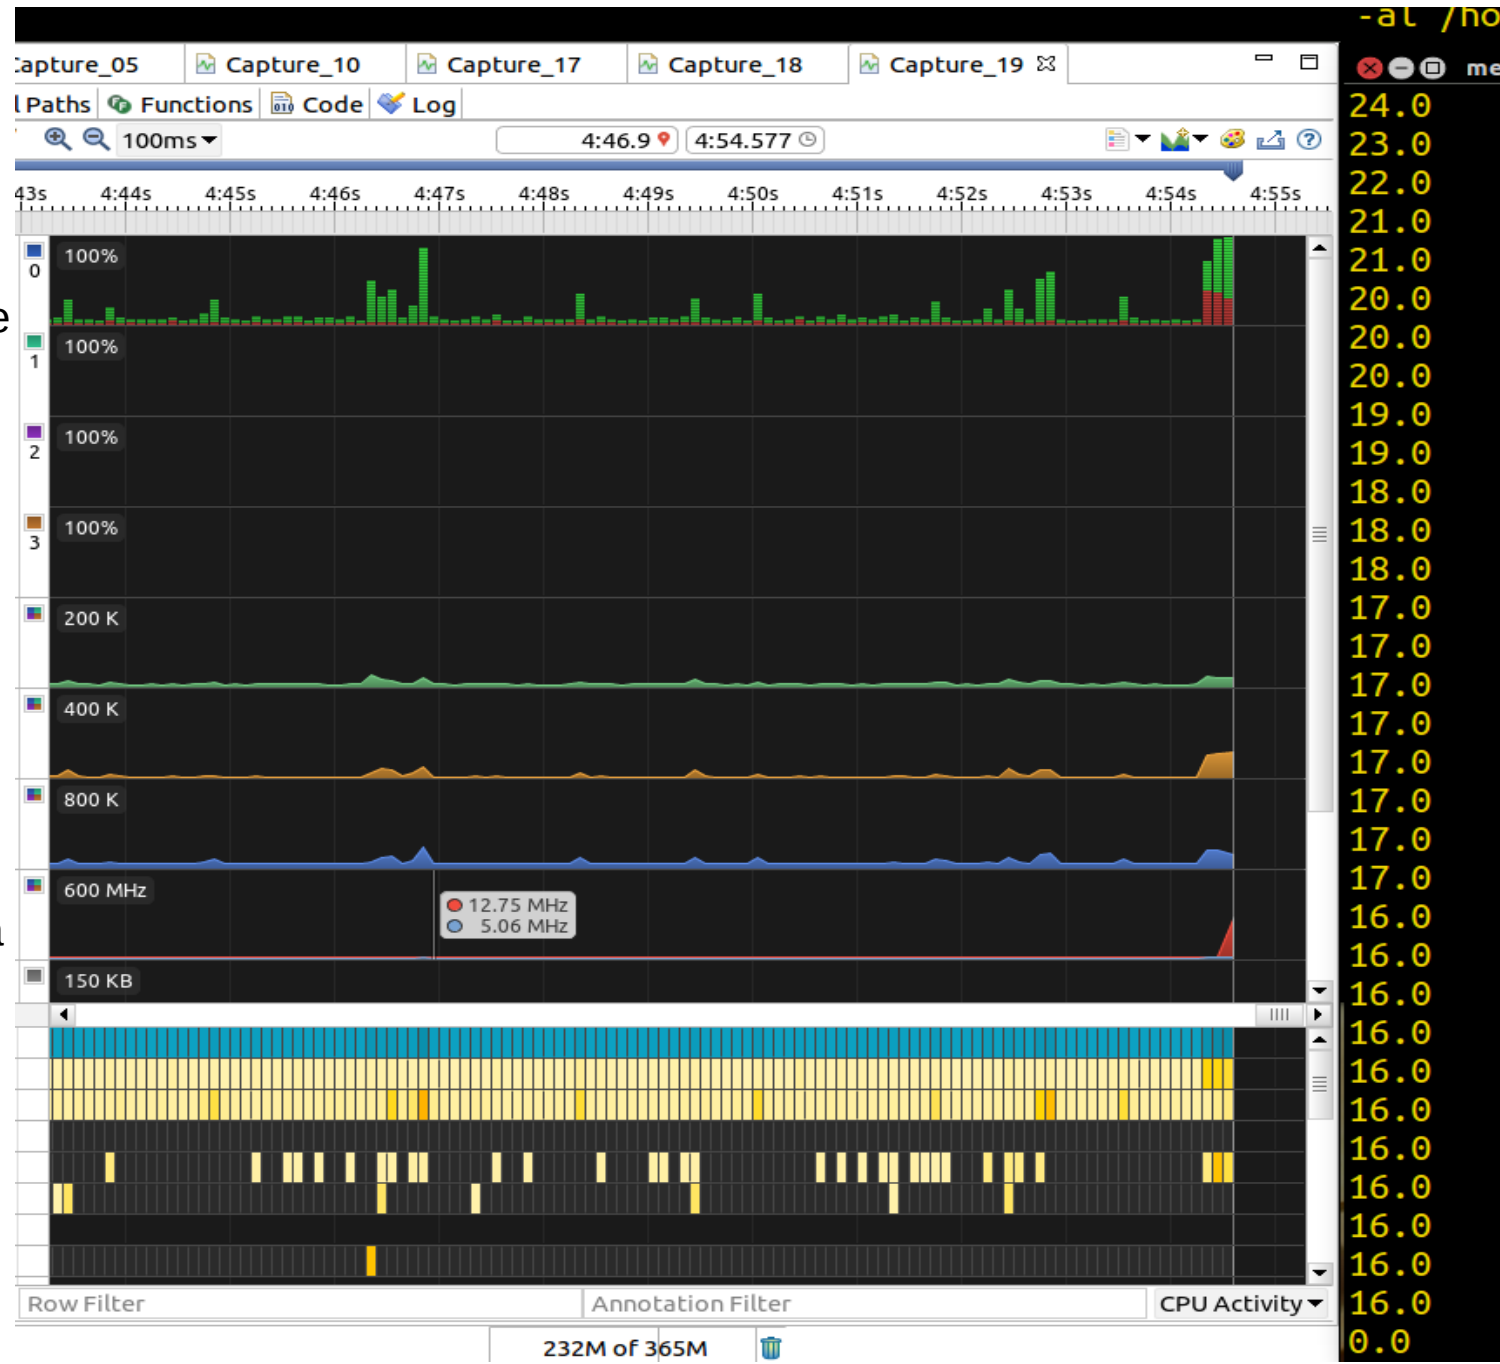 -al /ho
Capture_05 Capture_10 Capture_17 Capture_18 Capture_19
me
l Paths Functions Code Log
100ms 4:46.9 4:54.577
43s 4:44s 4:45s 4:46s 4:47s 4:48s 4:49s 4:50s 4:51s 4:52s 4:53s 4:54s 4:55s
0 100%
e
1 100%
2 100%
3 100%
200 K
400 K
800 K
600 MHz
12.75 MHz
5.06 MHz
a
150 KB
Row Filter Annotation Filter CPU Activity
232M of 365M
24.0
23.0
22.0
21.0
21.0
20.0
20.0
20.0
19.0
19.0
18.0
18.0
18.0
17.0
17.0
17.0
17.0
17.0
17.0
17.0
17.0
16.0
16.0
16.0
16.0
16.0
16.0
16.0
16.0
16.0
16.0
16.0
0.0